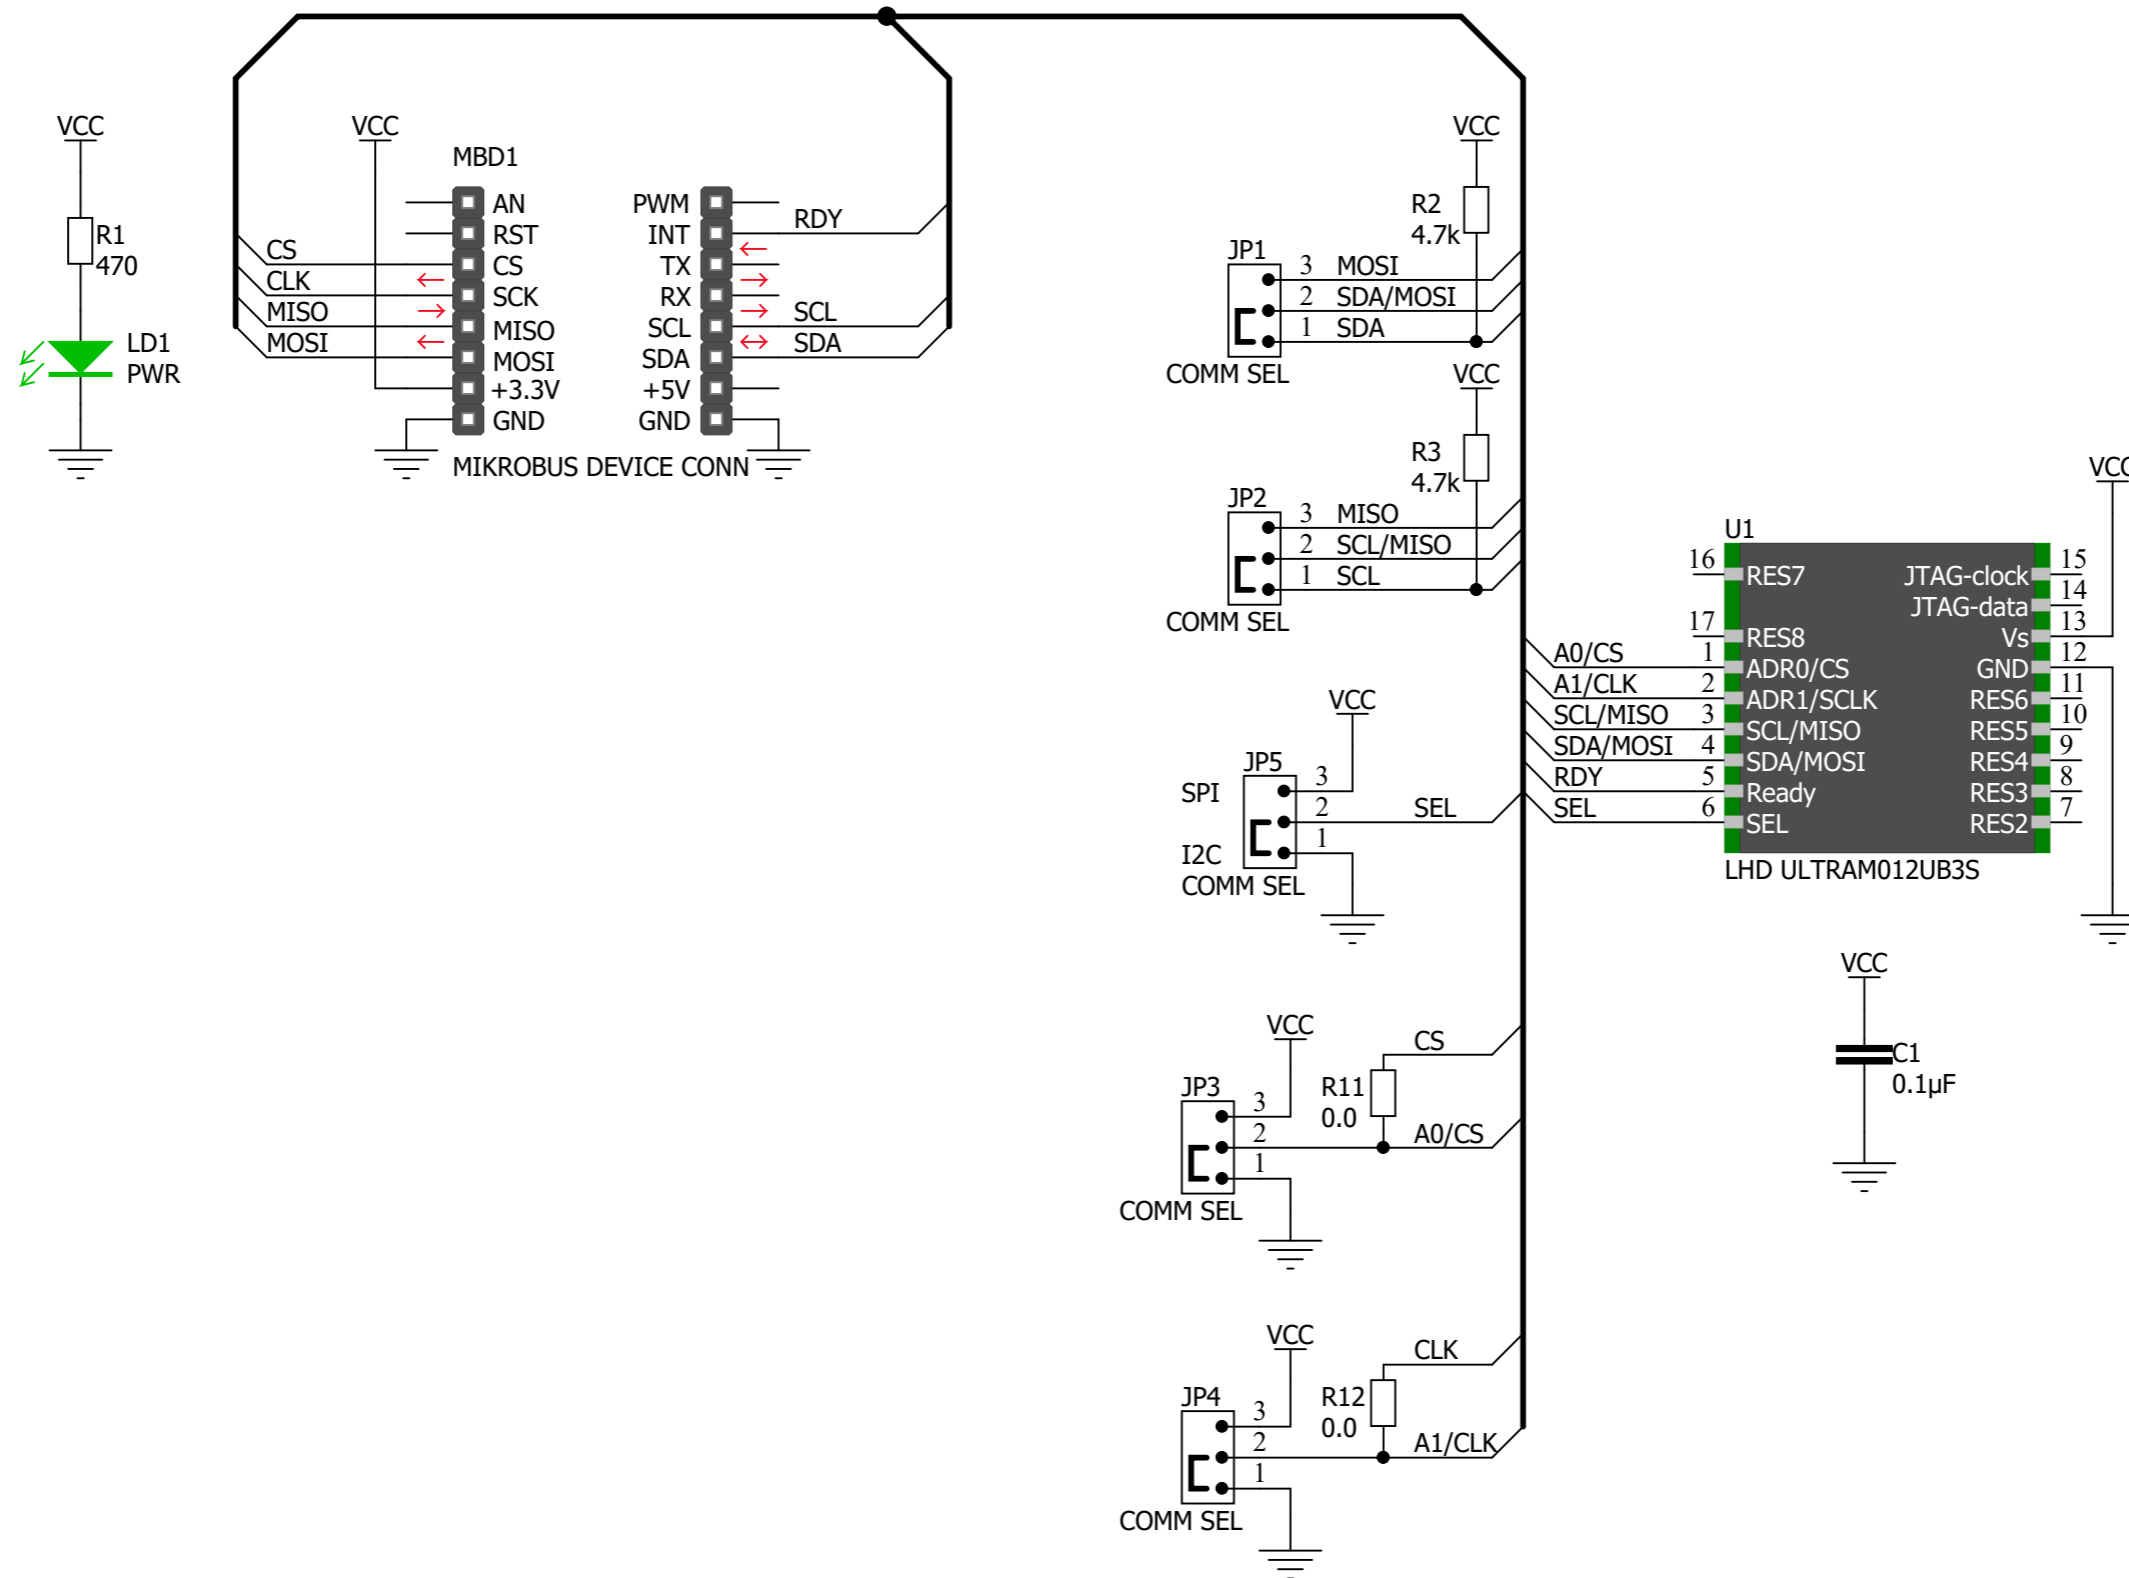 VCC
R1
470
LD1
PWR
VCC
MBD1
AN
RST
CS
SCK
MISO
MOSI
+3.3V
GND
CS
CLK
MISO
MOSI
PWM
INT
TX
RX
SCL
SDA
+5V
GND
RDY
SCL
SDA
MIKROBUS DEVICE CONN
VCC
R2
4.7k
JP1
3 MOSI
2 SDA/MOSI
1 SDA
COMM SEL
VCC
R3
4.7k
JP2
3 MISO
2 SCL/MISO
1 SCL
COMM SEL
VCC
JP5
SPI
3
2 SEL
1
I2C
COMM SEL
VCC
CS
JP3
R11
0.0
3
2 A0/CS
1
COMM SEL
VCC
CLK
JP4
R12
0.0
3
2 A1/CLK
1
COMM SEL
VCC
U1
16 RES7
17 RES8
A0/CS 1 ADR0/CS
A1/CLK 2 ADR1/SCLK
SCL/MISO 3 SCL/MISO
SDA/MOSI 4 SDA/MOSI
RDY 5 Ready
SEL 6 SEL
JTAG-clock 15
JTAG-data 14
Vs 13
GND 12
RES6 11
RES5 10
RES4 9
RES3 8
RES2 7
LHD ULTRAM012UB3S
VCC
C1
0.1µF